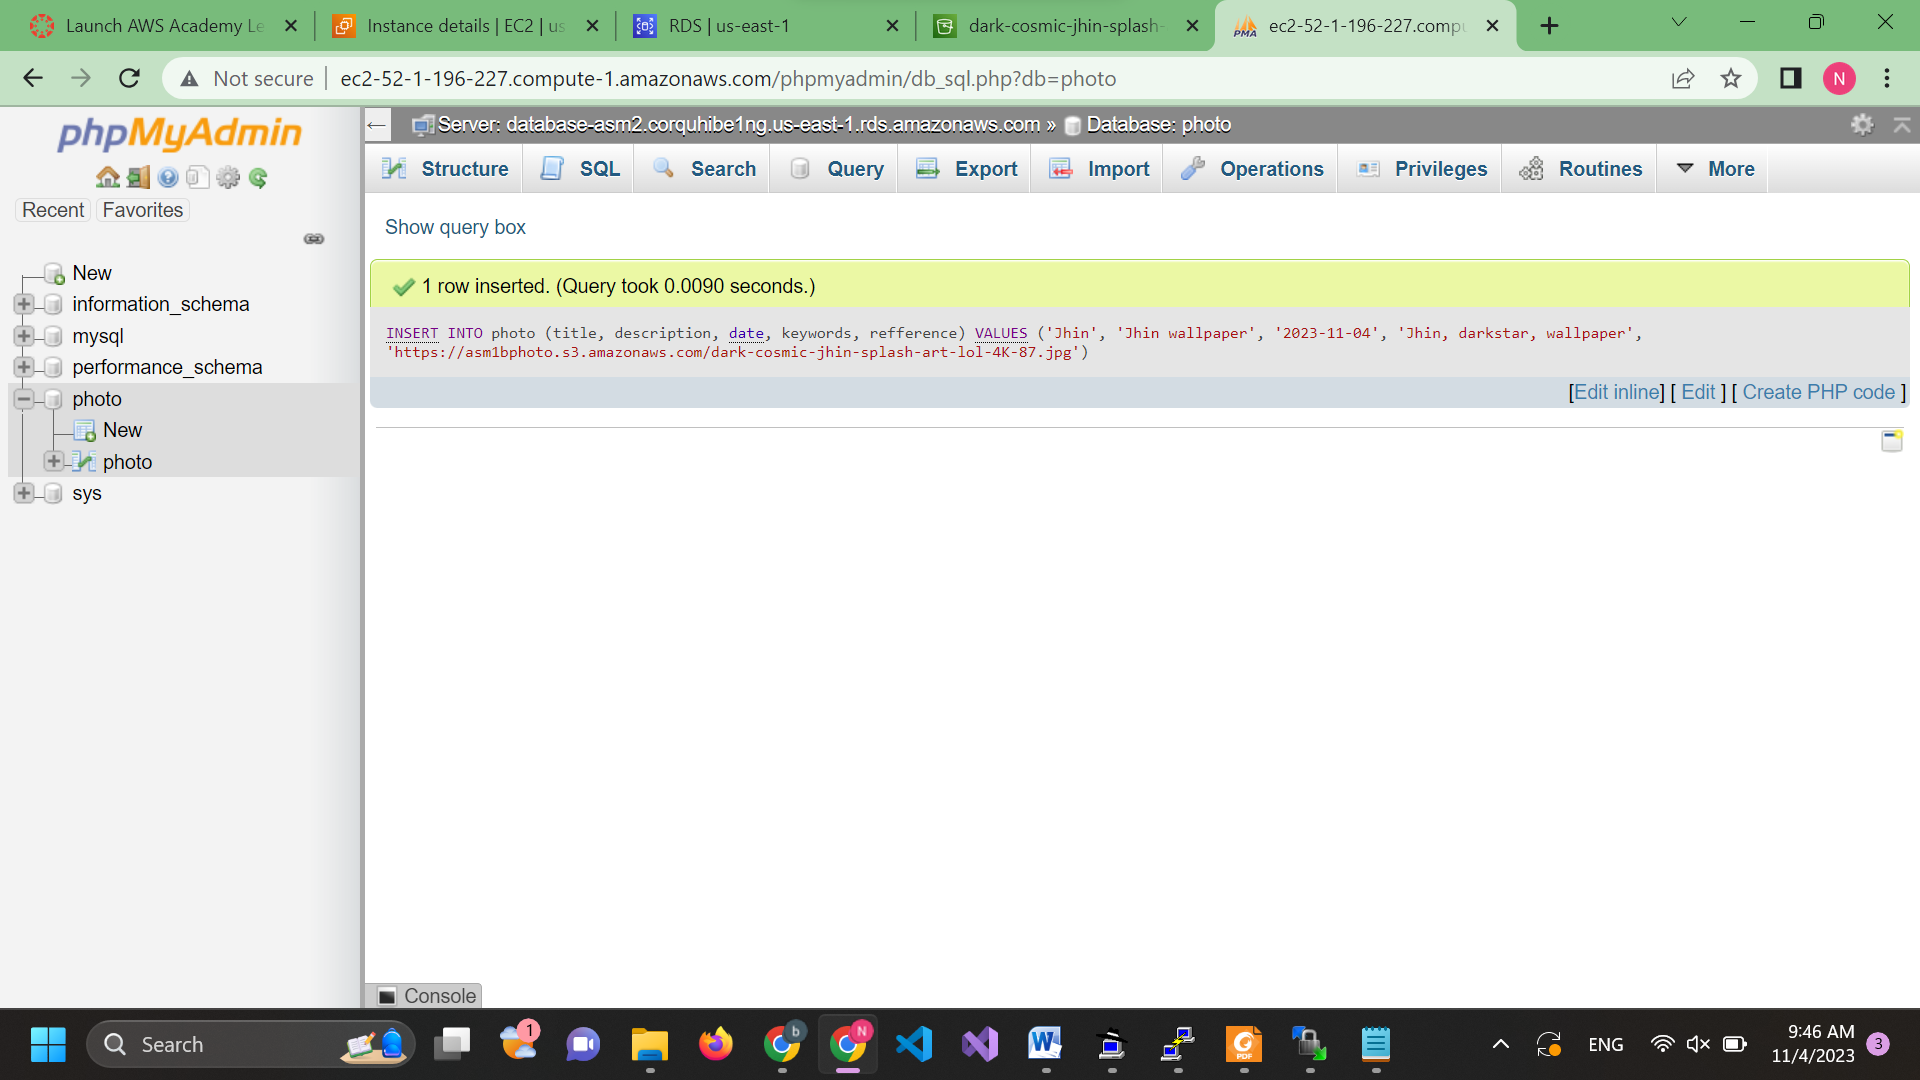 Launch AWS Academy Le
Instance details | EC2 | us
RDS | us-east-1
dark-cosmic-jhin-splash-
ec2-52-1-196-227.compu
Not secure
ec2-52-1-196-227.compute-1.amazonaws.com/phpmyadmin/db_sql.php?db=photo
N
phpMyAdmin
Recent
Favorites
New
information_schema
mysql
performance_schema
photo
New
photo
sys
Server: database-asm2.corquhibe1ng.us-east-1.rds.amazonaws.com » Database: photo
Structure
SQL
Search
Query
Export
Import
Operations
Privileges
Routines
More
Show query box
1 row inserted. (Query took 0.0090 seconds.)
INSERT INTO photo (title, description, date, keywords, refference) VALUES ('Jhin', 'Jhin wallpaper', '2023-11-04', 'Jhin, darkstar, wallpaper',
'https://asm1bphoto.s3.amazonaws.com/dark-cosmic-jhin-splash-art-lol-4K-87.jpg')
[Edit inline] [ Edit ] [ Create PHP code ]
Console
Search
1
b
N
PDF
ENG
9:46 AM
11/4/2023
3